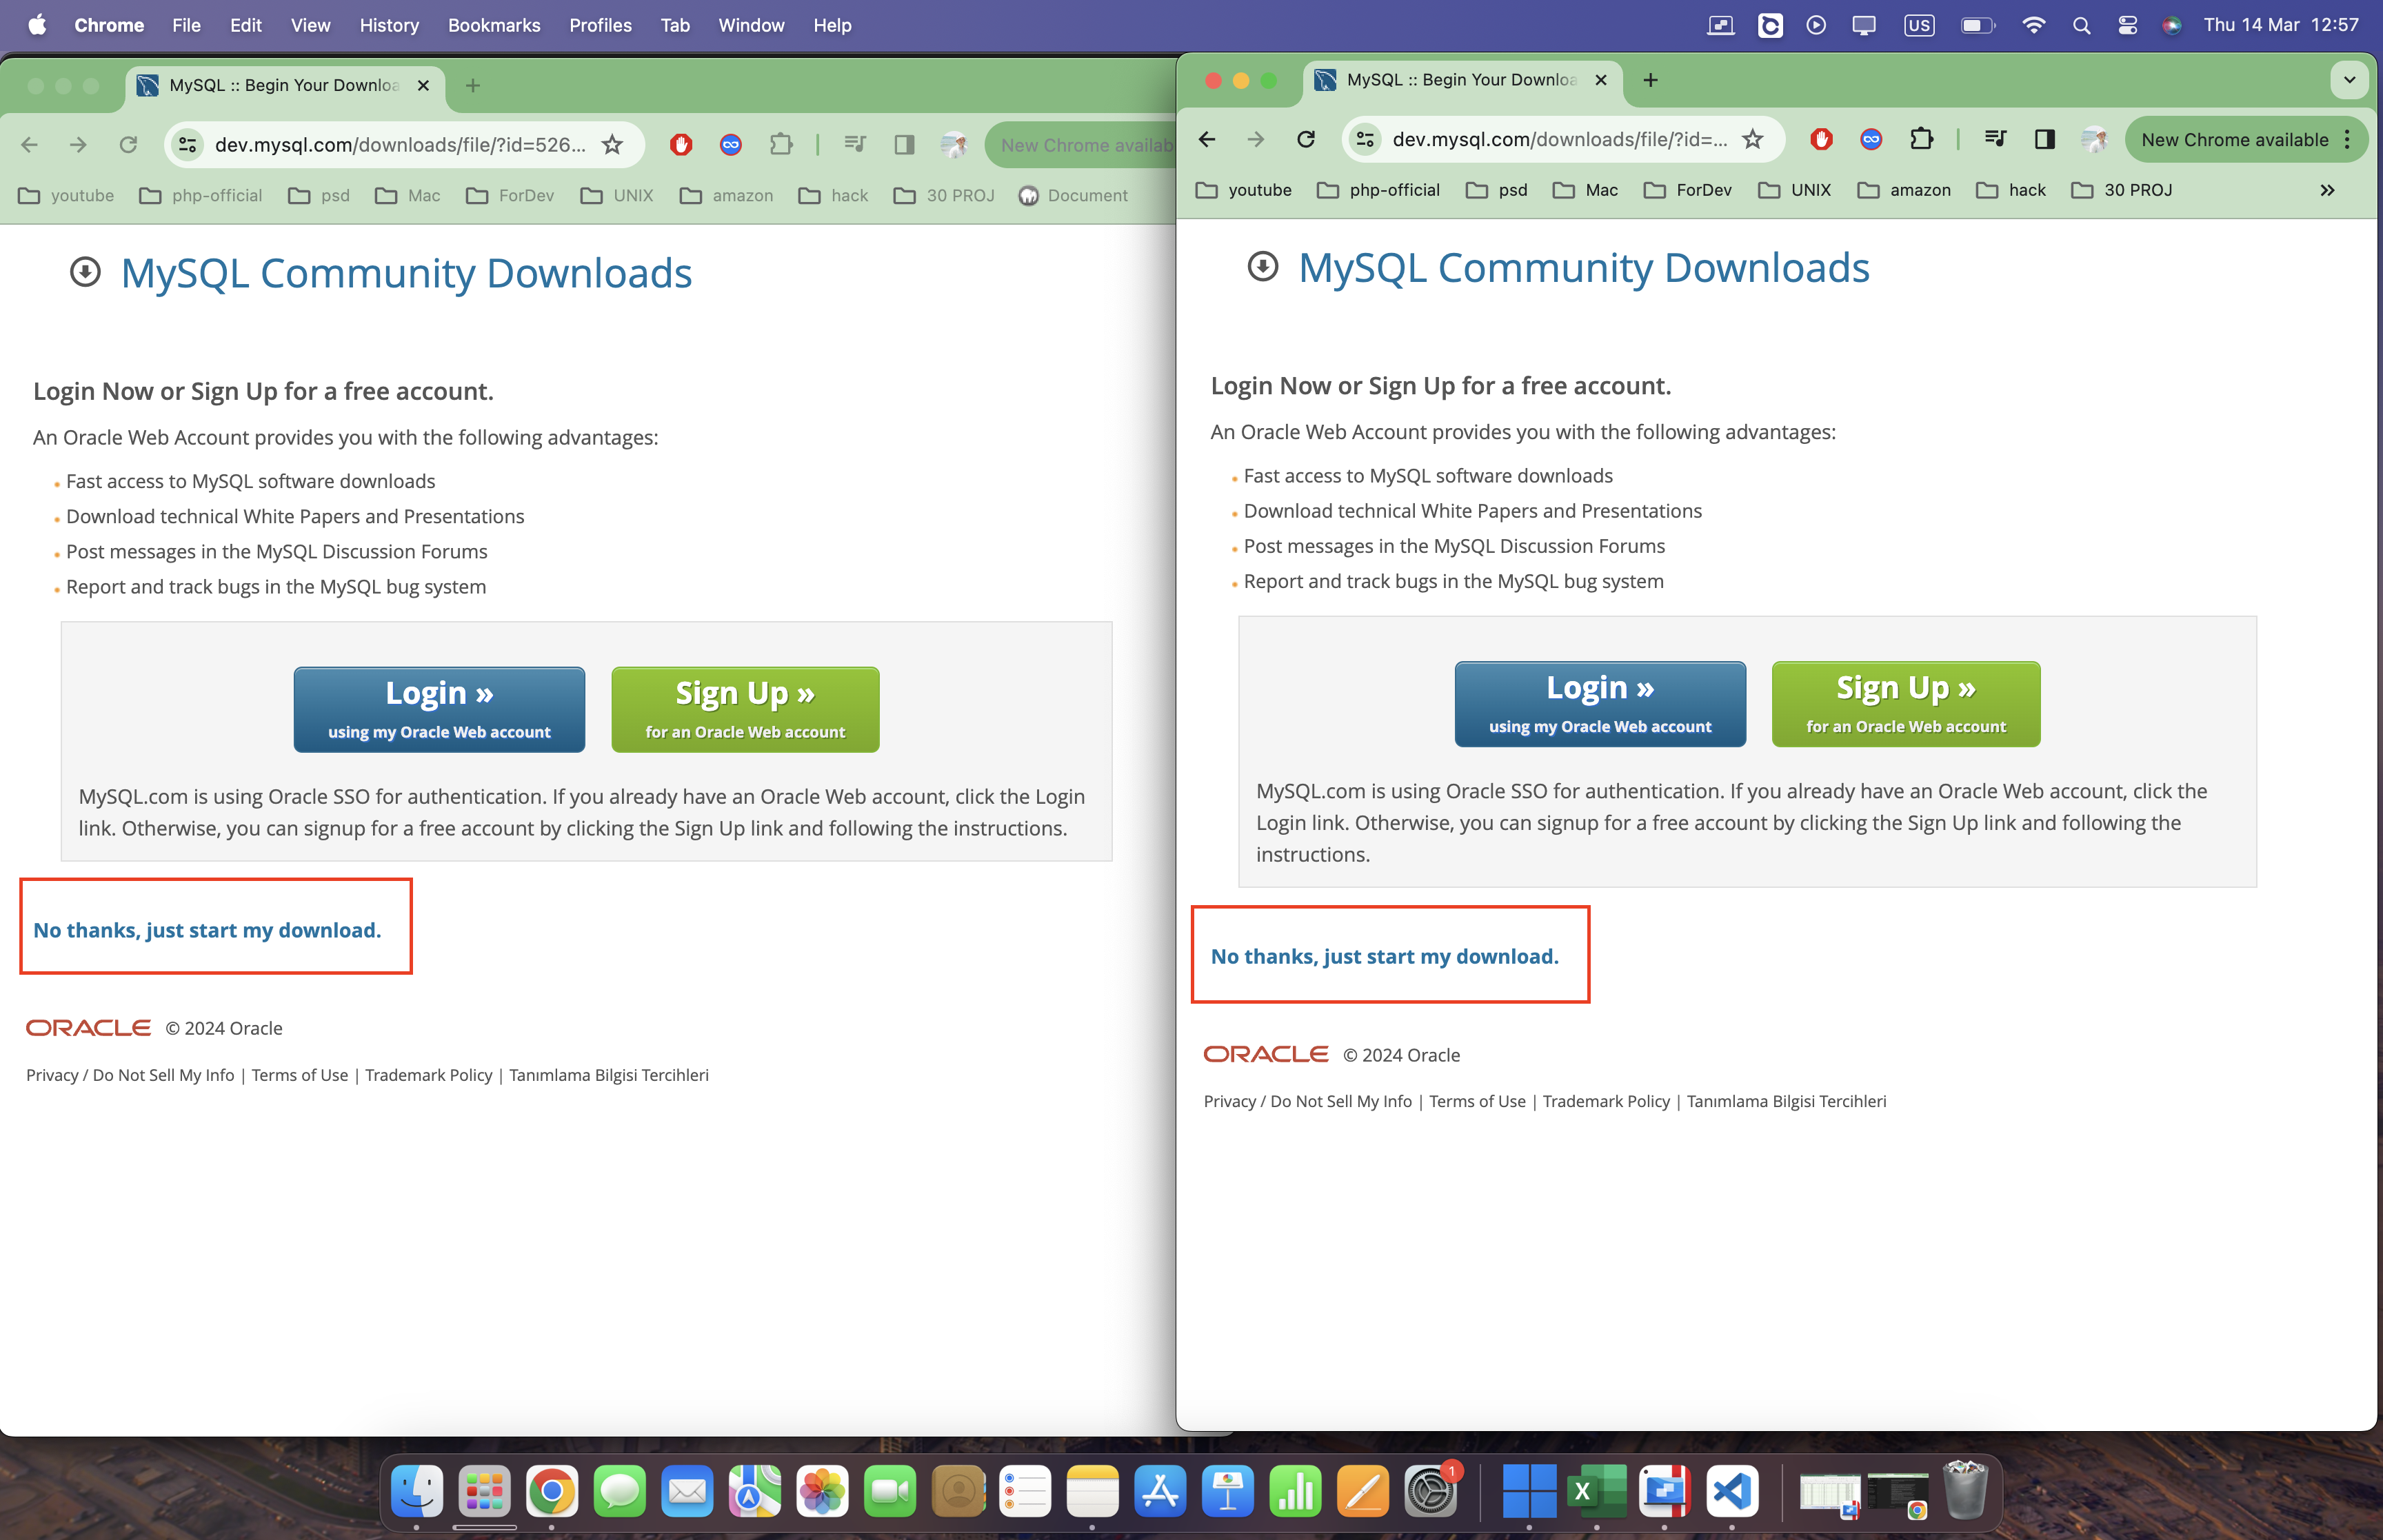 Chrome File Edit View History Bookmarks Profiles Tab Window Help
US
Thu 14 Mar 12:57
MySQL :: Begin Your Downloa
dev.mysql.com/downloads/file/?id=526...
New Chrome availab
youtube php-official psd Mac ForDev UNIX amazon hack 30 PROJ Document
MySQL Community Downloads
Login Now or Sign Up for a free account.
An Oracle Web Account provides you with the following advantages:
Fast access to MySQL software downloads
Download technical White Papers and Presentations
Post messages in the MySQL Discussion Forums
Report and track bugs in the MySQL bug system
Login »
using my Oracle Web account
Sign Up »
for an Oracle Web account
MySQL.com is using Oracle SSO for authentication. If you already have an Oracle Web account, click the Login
link. Otherwise, you can signup for a free account by clicking the Sign Up link and following the instructions.
No thanks, just start my download.
ORACLE © 2024 Oracle
Privacy / Do Not Sell My Info | Terms of Use | Trademark Policy | Tanımlama Bilgisi Tercihleri
MySQL :: Begin Your Downloa
dev.mysql.com/downloads/file/?id=...
New Chrome available
youtube php-official psd Mac ForDev UNIX amazon hack 30 PROJ »
MySQL Community Downloads
Login Now or Sign Up for a free account.
An Oracle Web Account provides you with the following advantages:
Fast access to MySQL software downloads
Download technical White Papers and Presentations
Post messages in the MySQL Discussion Forums
Report and track bugs in the MySQL bug system
Login »
using my Oracle Web account
Sign Up »
for an Oracle Web account
MySQL.com is using Oracle SSO for authentication. If you already have an Oracle Web account, click the
Login link. Otherwise, you can signup for a free account by clicking the Sign Up link and following the
instructions.
No thanks, just start my download.
ORACLE © 2024 Oracle
Privacy / Do Not Sell My Info | Terms of Use | Trademark Policy | Tanımlama Bilgisi Tercihleri
1
X